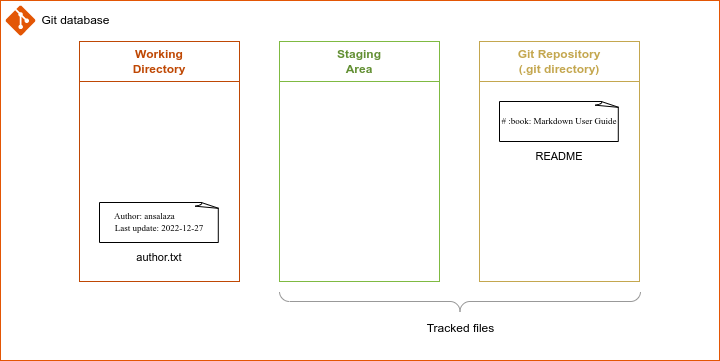 Git database
Working
Directory
Staging
Area
Git Repository
(.git directory)
# :book: Markdown User Guide
README
Author: ansalaza
Last update: 2022-12-27
author.txt
Tracked files